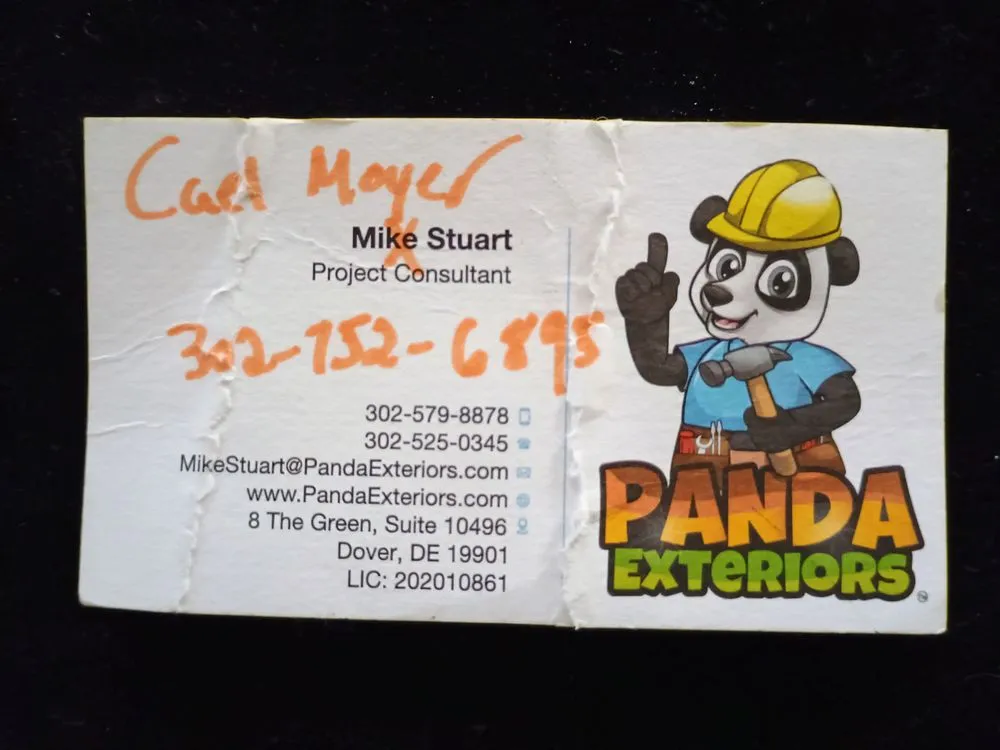 Cael Moyer
X
Mike Stuart
Project Consultant
302-752-6895
302-579-8878
302-525-0345
MikeStuart@PandaExteriors.com
www.PandaExteriors.com
8 The Green, Suite 10496
Dover, DE 19901
LIC: 202010861
PANDA
EXTERIORS